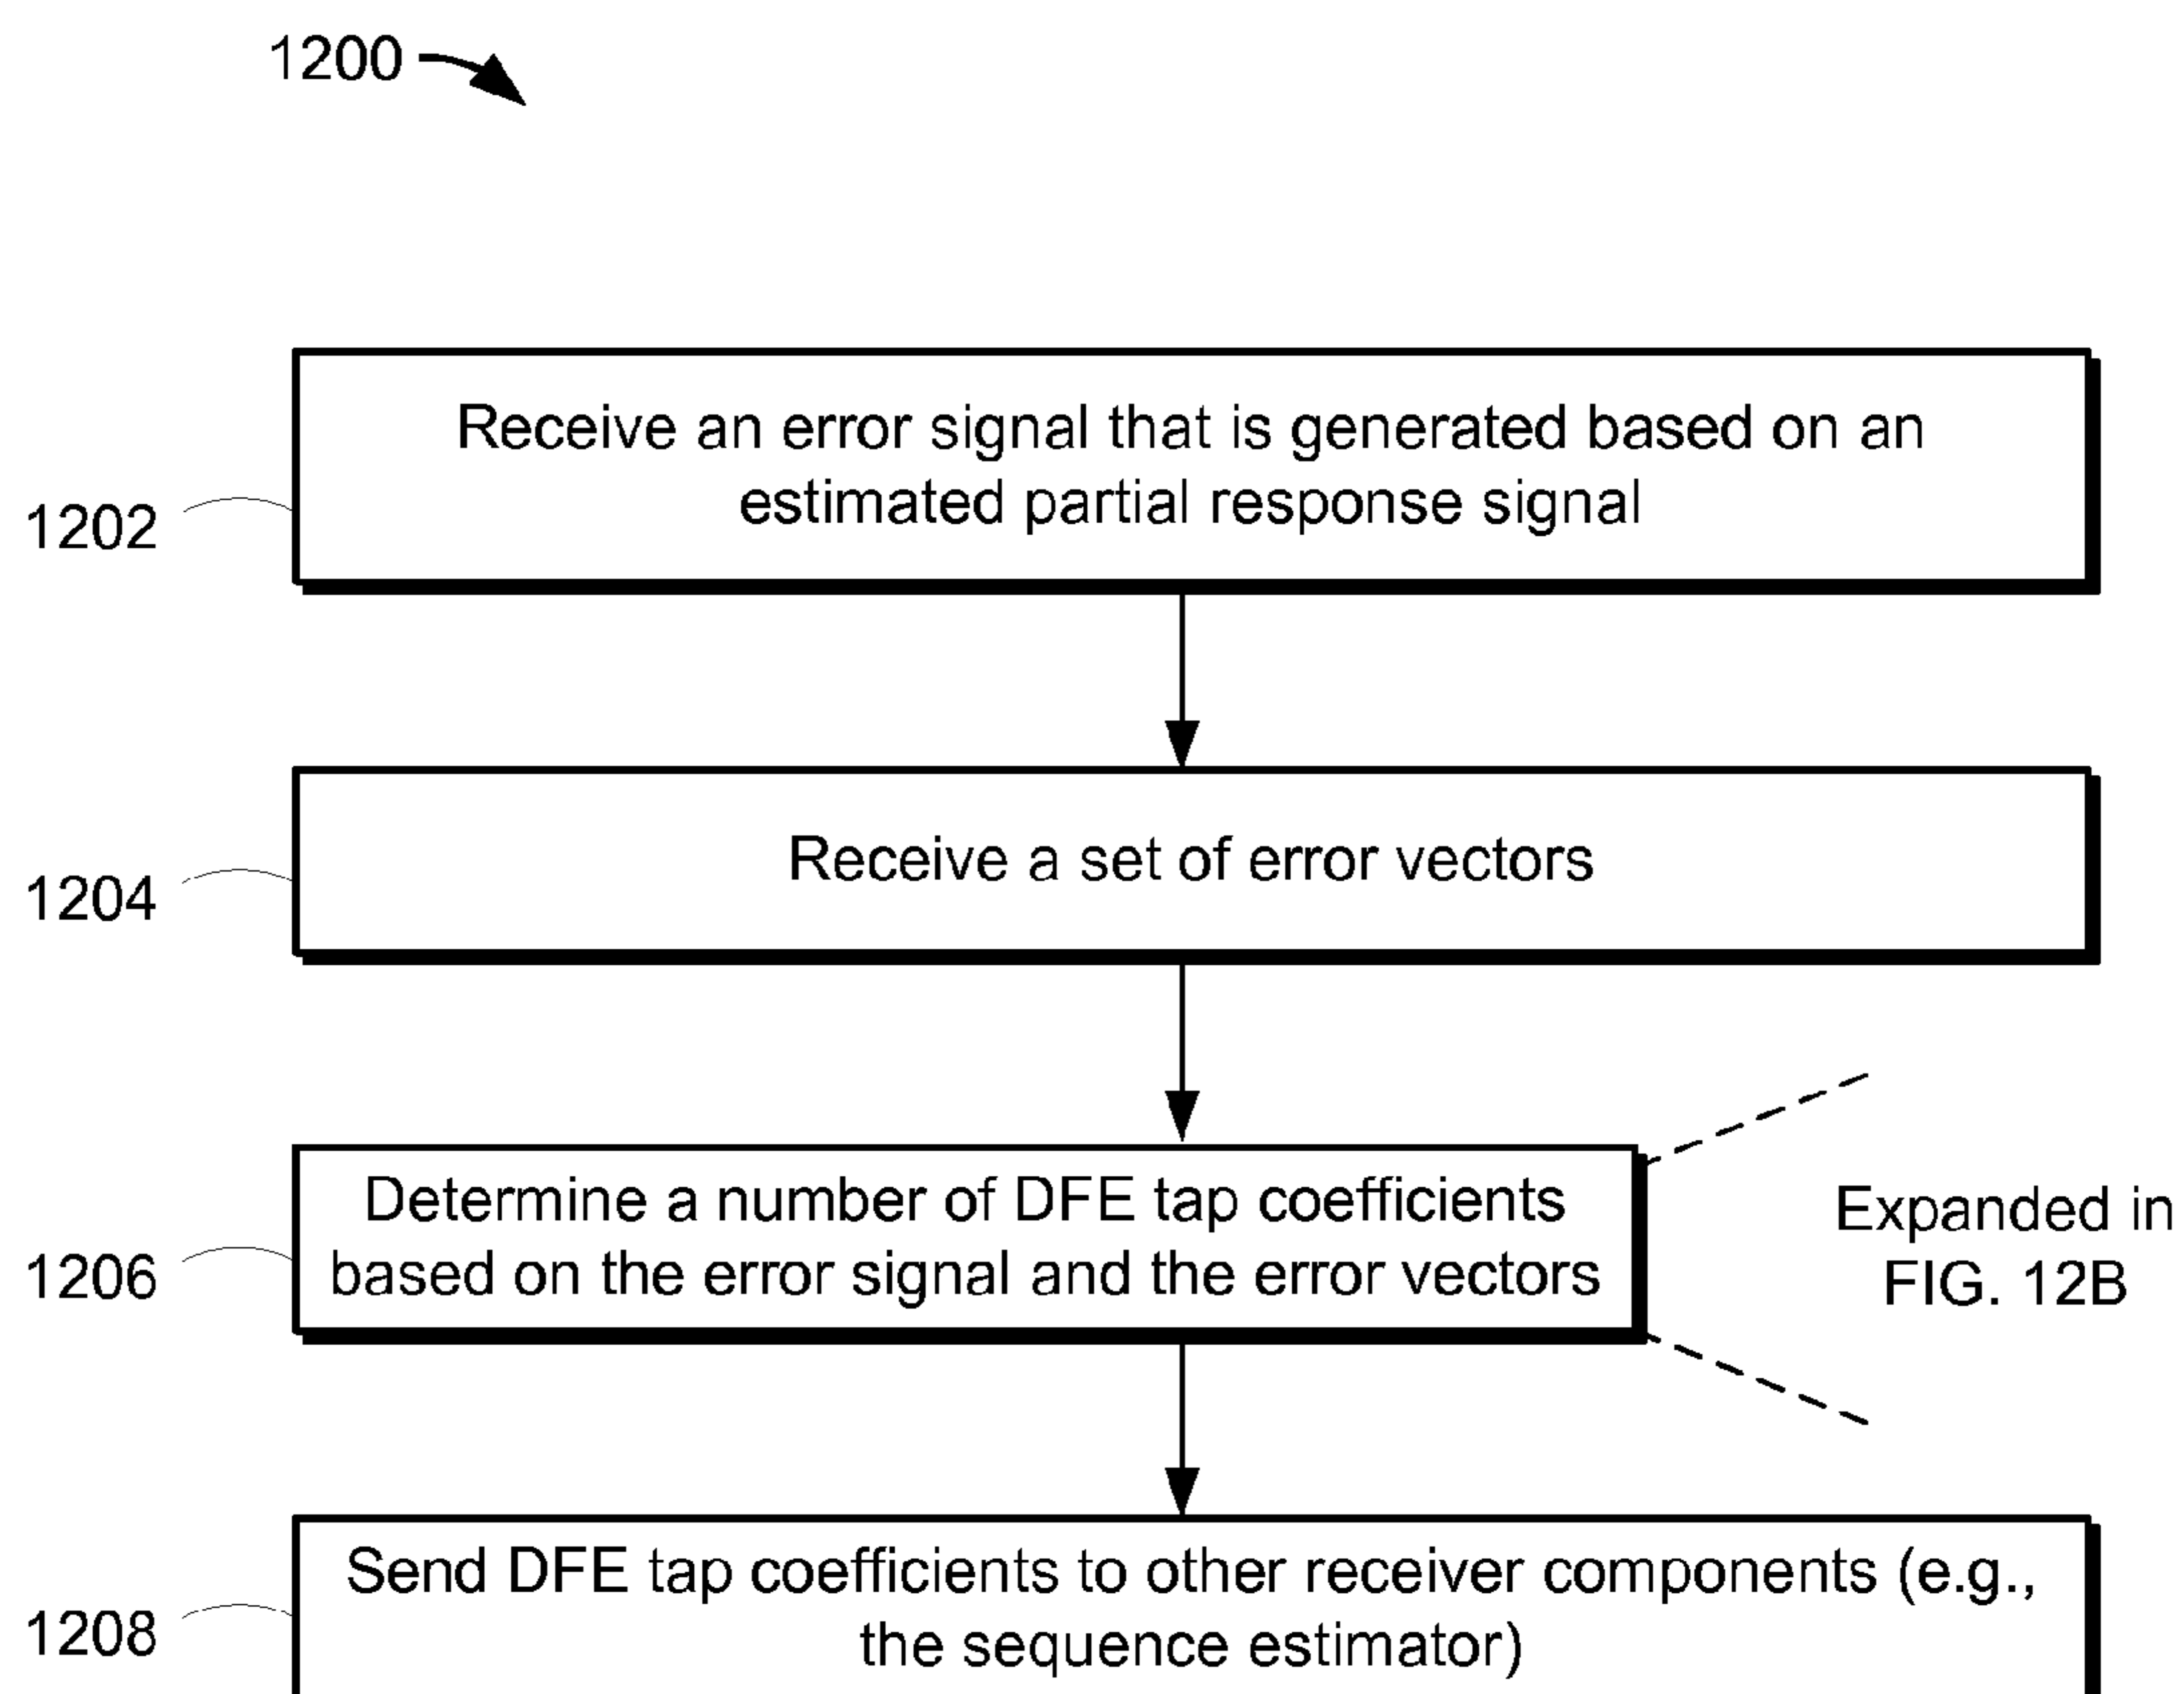 1200
Receive an error signal that is generated based on an
estimated partial response signal
1202
Receive a set of error vectors
1204
Determine a number of DFE tap coefficients
based on the error signal and the error vectors
1206
Expanded in
FIG. 12B
Send DFE tap coefficients to other receiver components (e.g.,
the sequence estimator)
1208